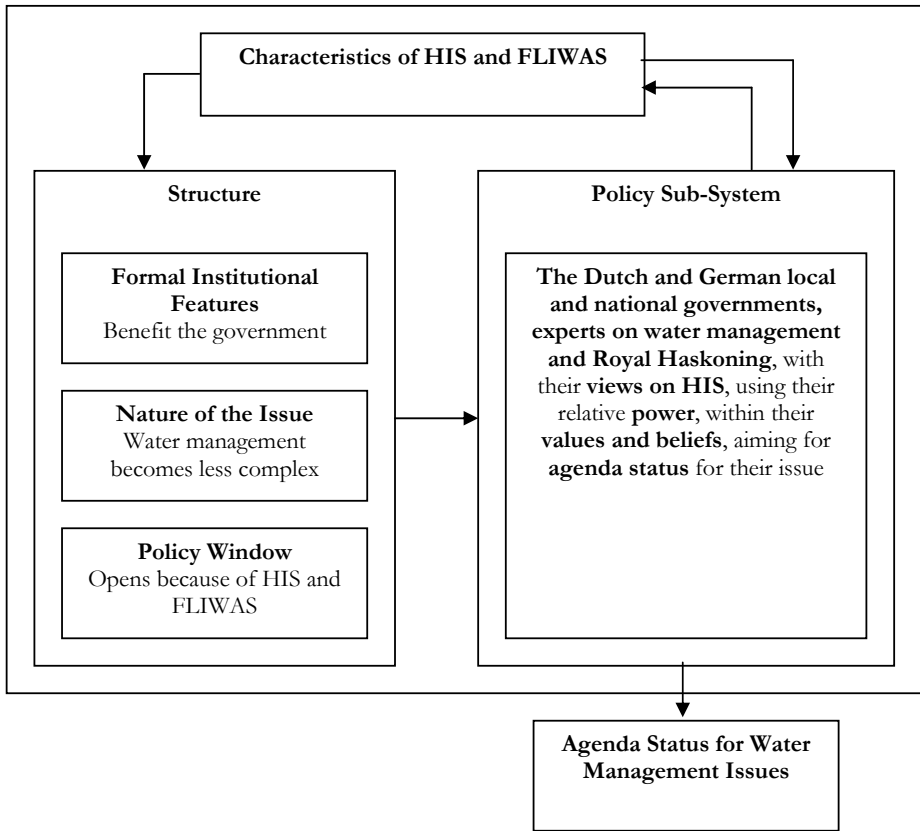 Characteristics of HIS and FLIWAS
Structure
Formal Institutional
Features
Benefit the government
Nature of the Issue
Water management
becomes less complex
Policy Window
Opens because of HIS and
FLIWAS
Policy Sub-System
The Dutch and German local
and national governments,
experts on water management
and Royal Haskoning, with
their views on HIS, using their
relative power, within their
values and beliefs, aiming for
agenda status for their issue
Agenda Status for Water
Management Issues